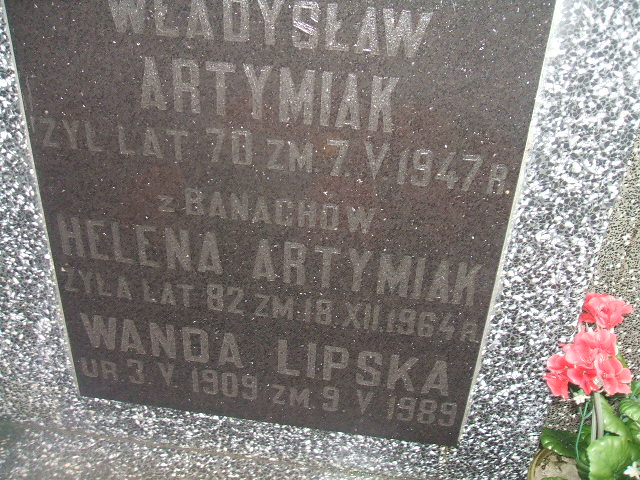 WŁADYSŁAW
ARTYMIAK
ŻYŁ LAT 70 ZM. 7. V. 1947 R.
z BANACHÓW
HELENA ARTYMIAK
ŻYŁA LAT 82 ZM. 18. XII. 1964 R.
WANDA LIPSKA
UR. 3. V. 1909 ZM. 9. V. 1989